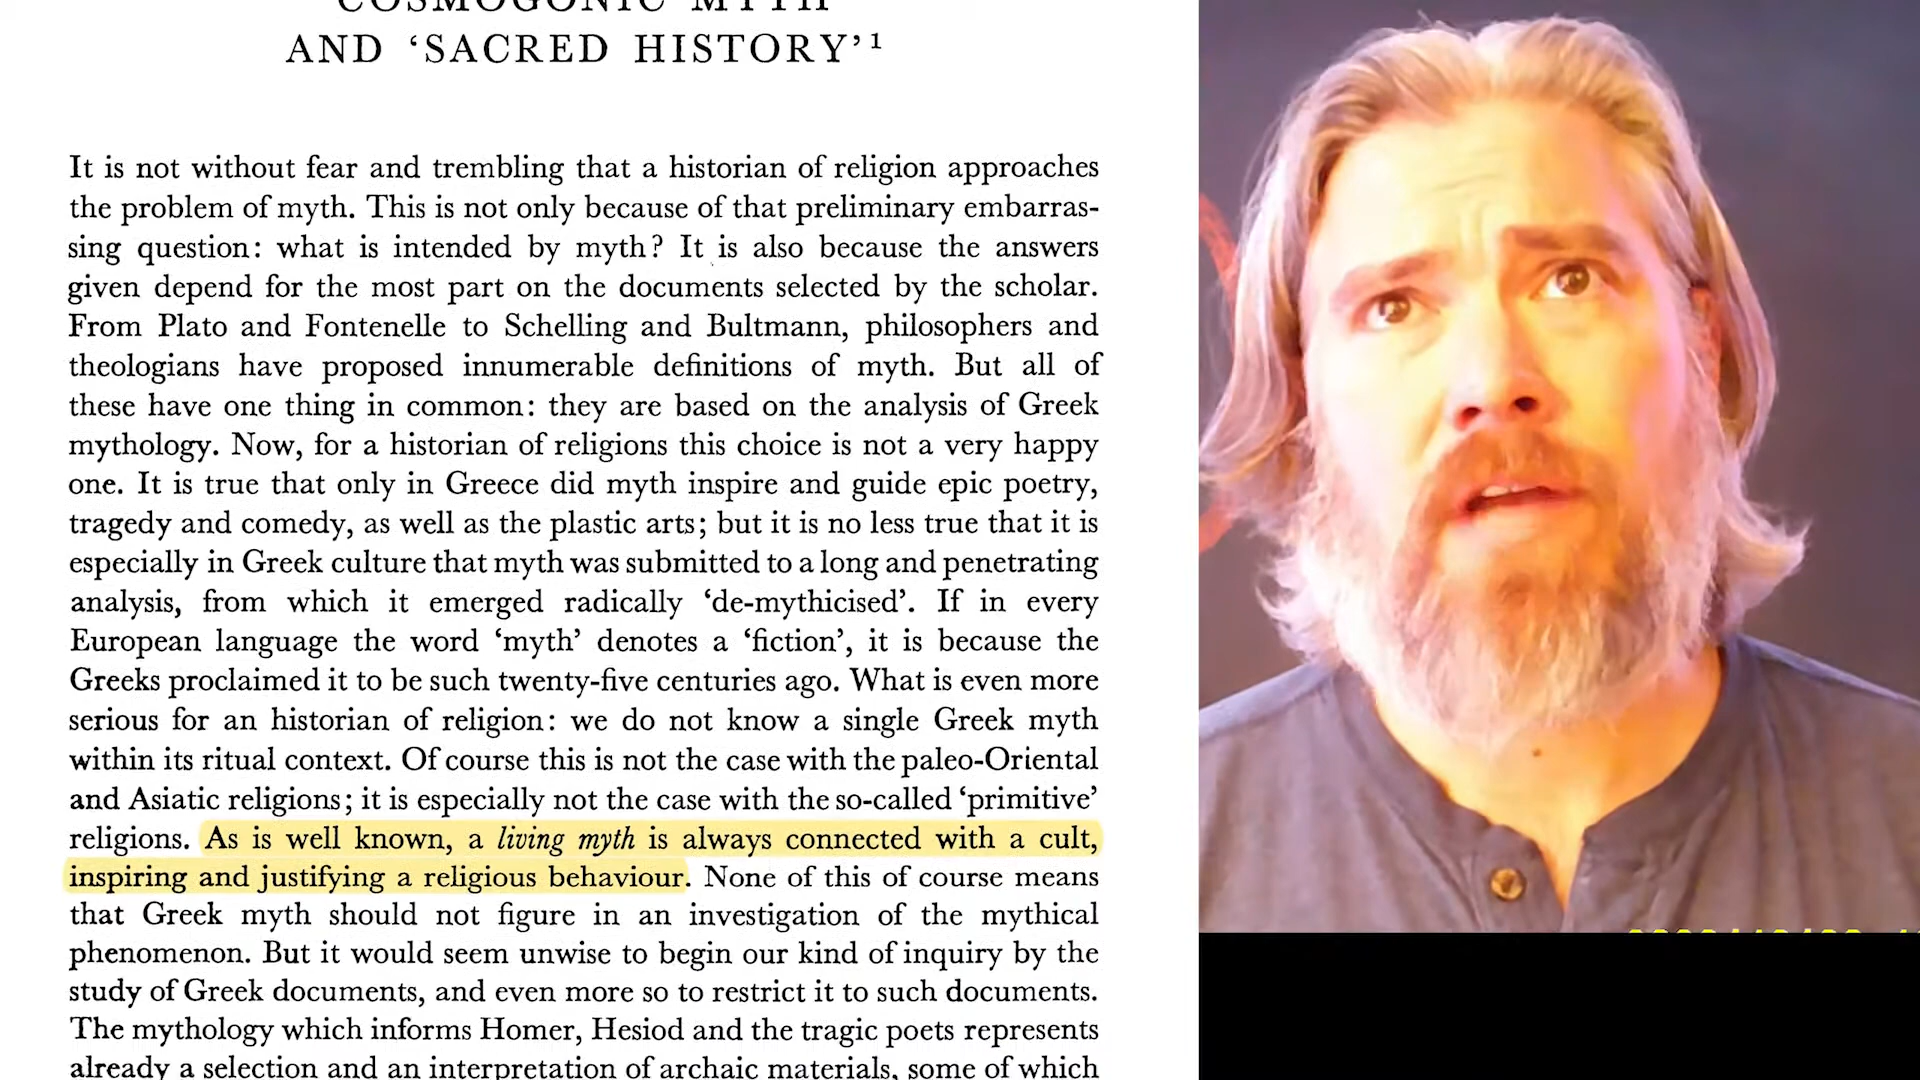 COSMOGONIC MYTH
AND ‘SACRED HISTORY’¹
It is not without fear and trembling that a historian of religion approaches
the problem of myth. This is not only because of that preliminary embarras-
sing question: what is intended by myth? It is also because the answers
given depend for the most part on the documents selected by the scholar.
From Plato and Fontenelle to Schelling and Bultmann, philosophers and
theologians have proposed innumerable definitions of myth. But all of
these have one thing in common: they are based on the analysis of Greek
mythology. Now, for a historian of religions this choice is not a very happy
one. It is true that only in Greece did myth inspire and guide epic poetry,
tragedy and comedy, as well as the plastic arts; but it is no less true that it is
especially in Greek culture that myth was submitted to a long and penetrating
analysis, from which it emerged radically ‘de-mythicised’. If in every
European language the word ‘myth’ denotes a ‘fiction’, it is because the
Greeks proclaimed it to be such twenty-five centuries ago. What is even more
serious for an historian of religion: we do not know a single Greek myth
within its ritual context. Of course this is not the case with the paleo-Oriental
and Asiatic religions; it is especially not the case with the so-called ‘primitive’
religions. As is well known, a living myth is always connected with a cult,
inspiring and justifying a religious behaviour. None of this of course means
that Greek myth should not figure in an investigation of the mythical
phenomenon. But it would seem unwise to begin our kind of inquiry by the
study of Greek documents, and even more so to restrict it to such documents.
The mythology which informs Homer, Hesiod and the tragic poets represents
already a selection and an interpretation of archaic materials, some of which